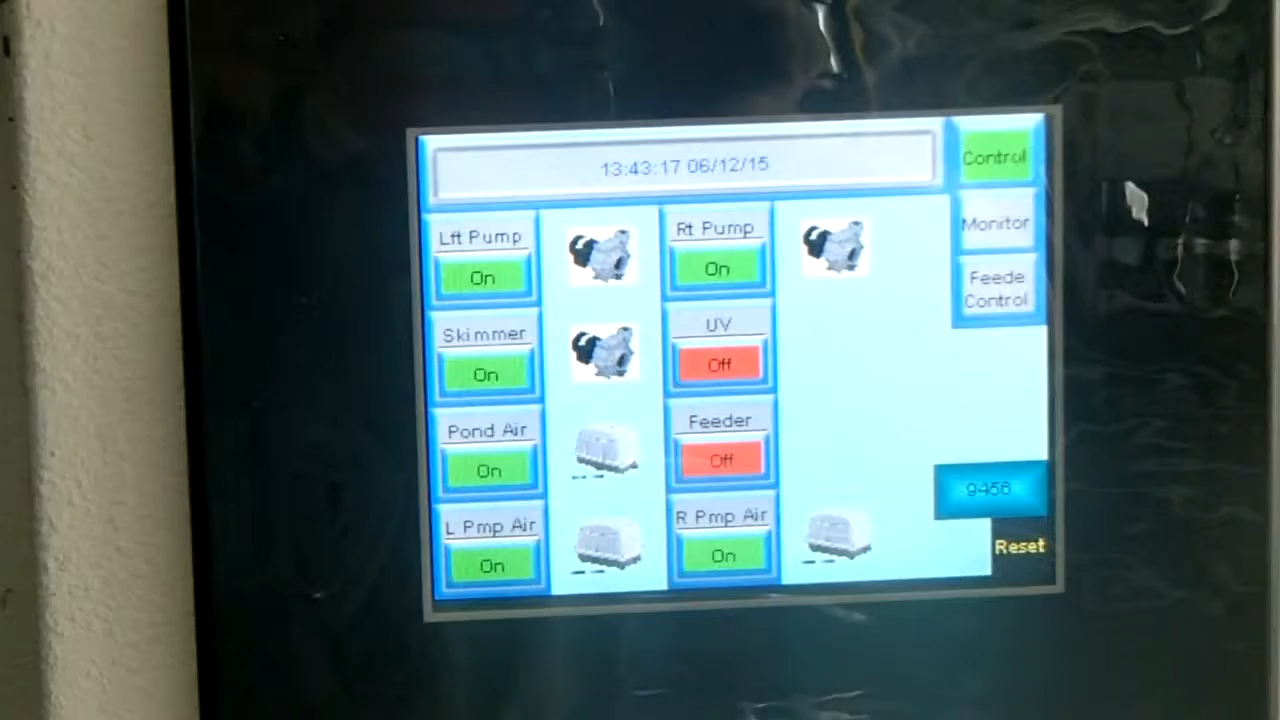 13:43:17 06/12/15
Control
Monitor
Feede
Control
Lft Pump
On
Rt Pump
On
Skimmer
On
UV
Off
Pond Air
On
Feeder
Off
L Pmp Air
On
R Pmp Air
On
9456
Reset